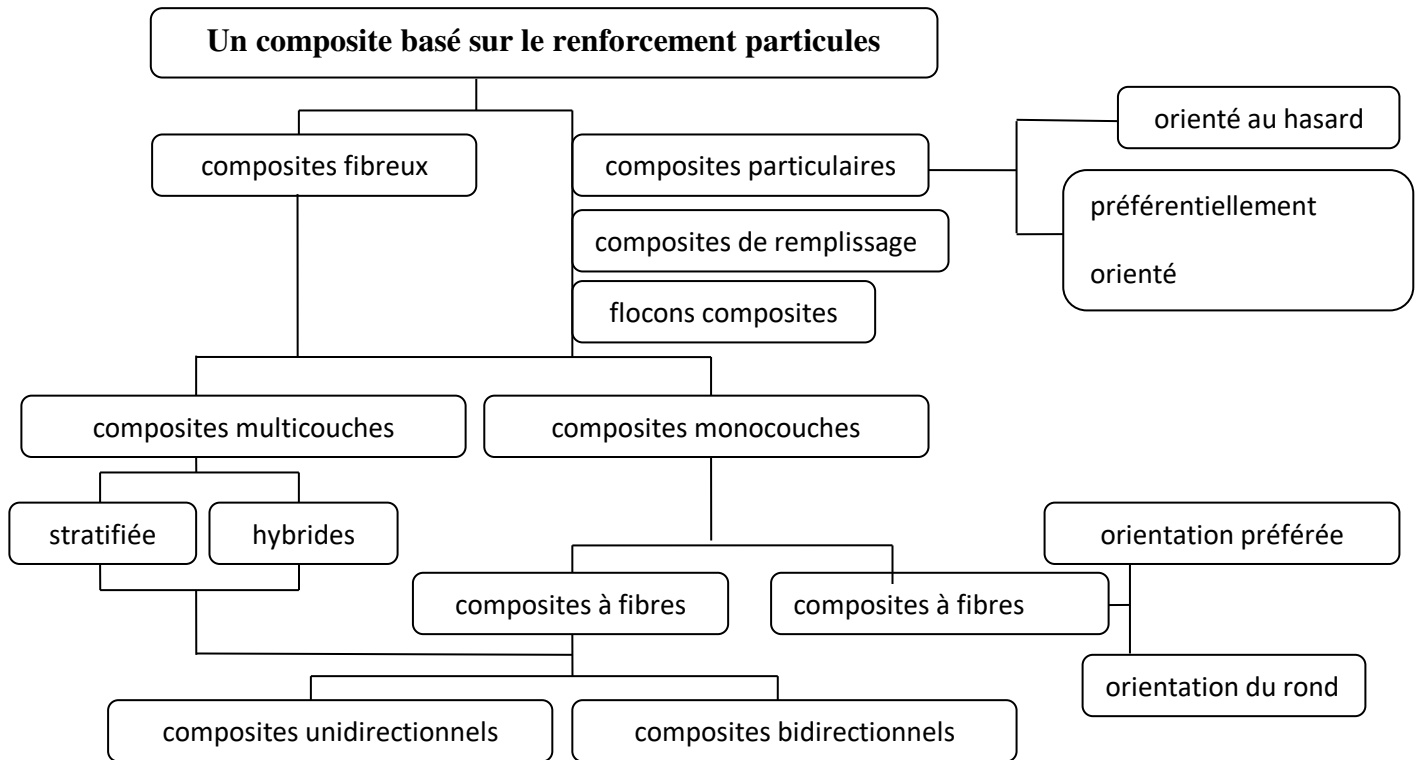 Un composite basé sur le renforcement particules
orienté au hasard
composites fibreux
composites particulaires
préférentiellement
orienté
composites de remplissage
flocons composites
composites multicouches
composites monocouches
stratifiée
hybrides
orientation préférée
composites à fibres
composites à fibres
orientation du rond
composites unidirectionnels
composites bidirectionnels